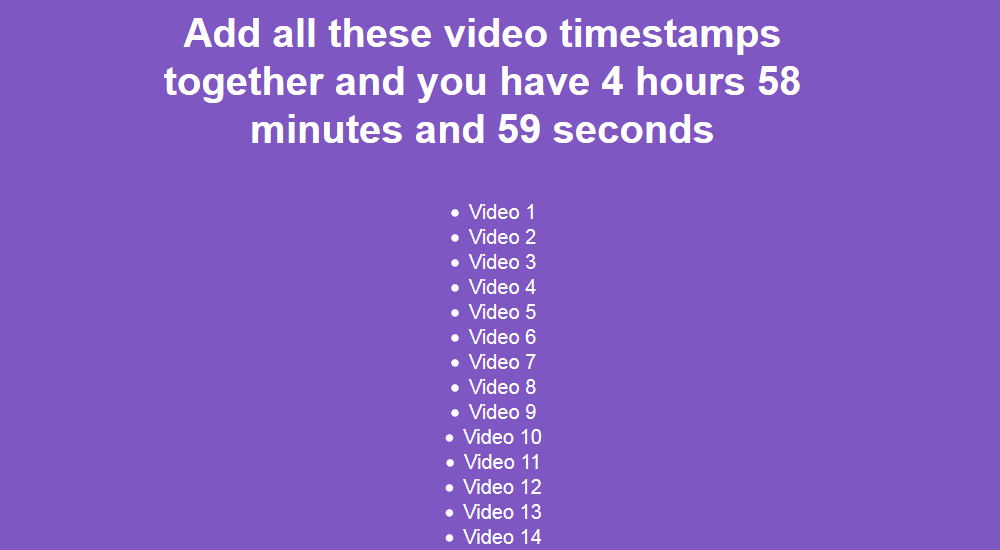 Add all these video timestamps
together and you have 4 hours 58
minutes and 59 seconds
• Video 1
• Video 2
• Video 3
• Video 4
• Video 5
• Video 6
• Video 7
• Video 8
• Video 9
• Video 10
• Video 11
• Video 12
• Video 13
• Video 14